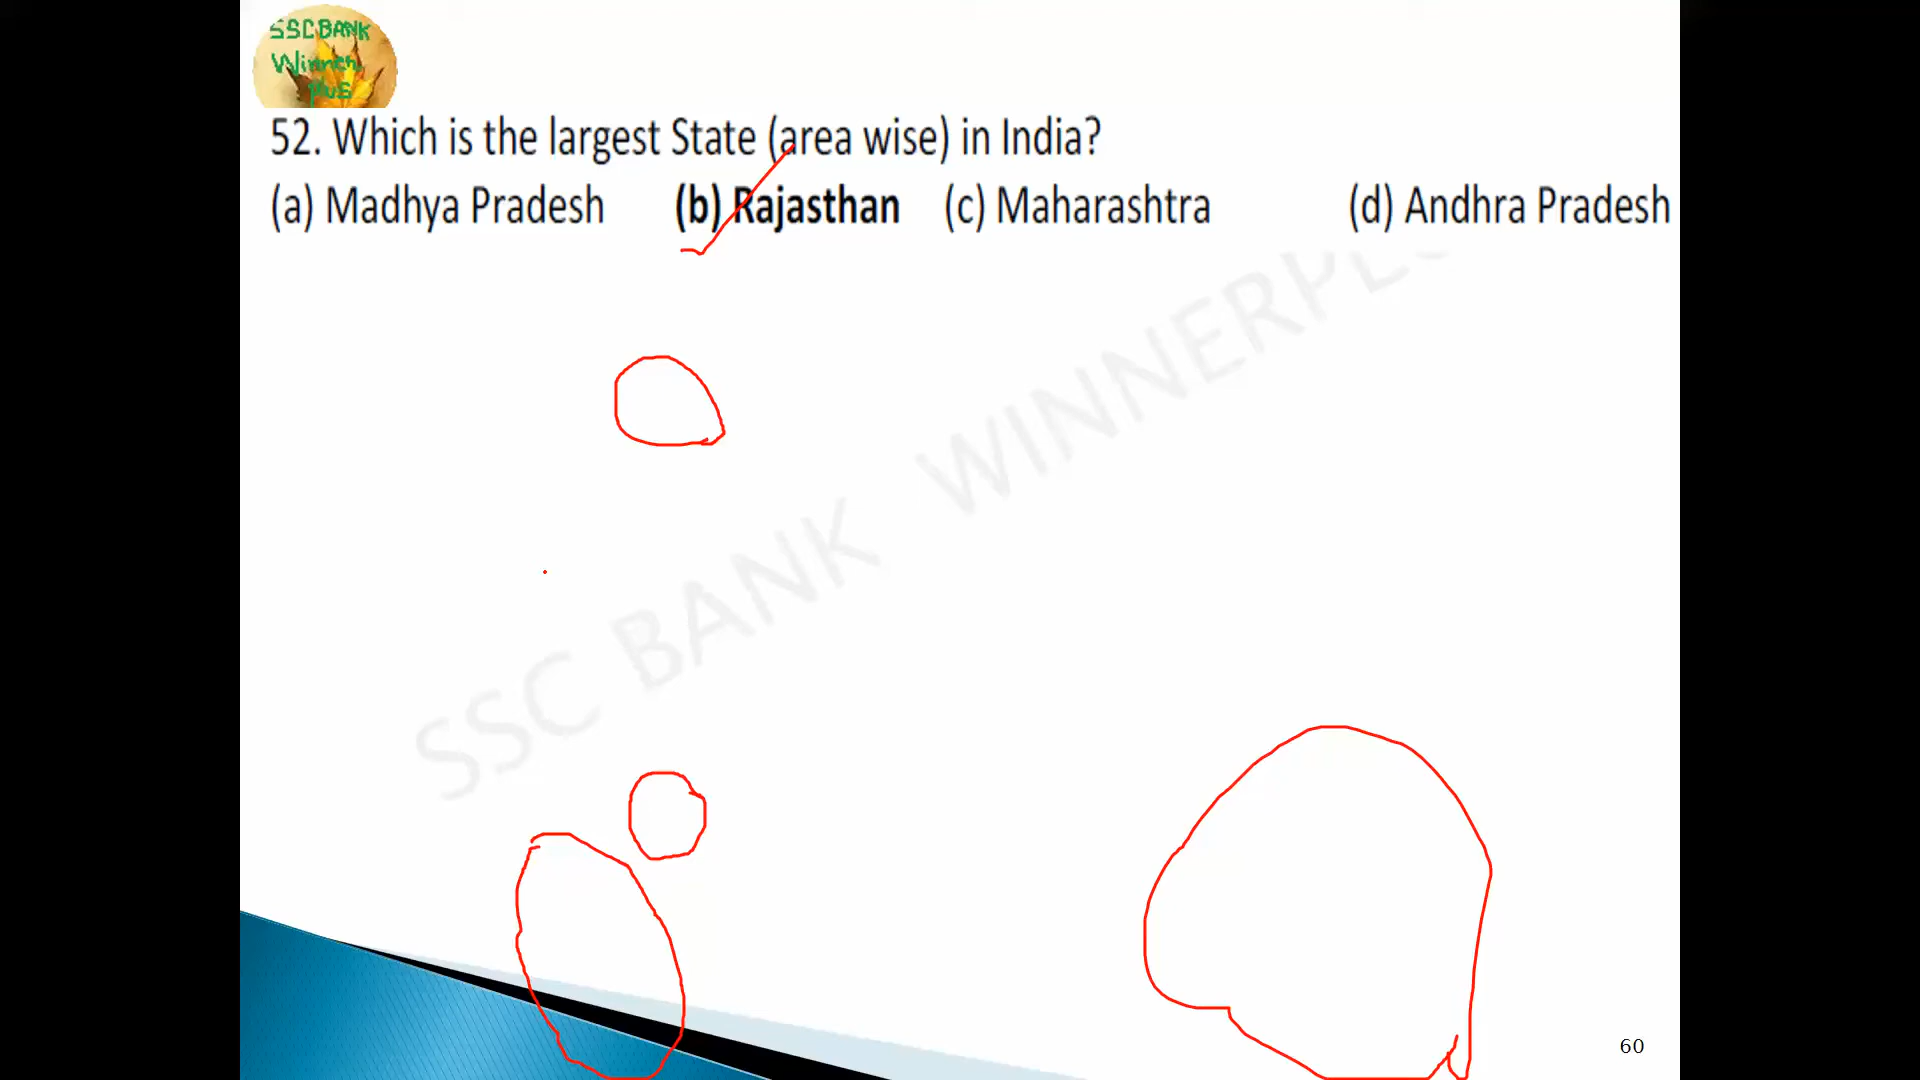 SSC BANK
Winner
Plus
52. Which is the largest State (area wise) in India?
(a) Madhya Pradesh (b) Rajasthan (c) Maharashtra (d) Andhra Pradesh
SSC BANK WINNERPLUS
60